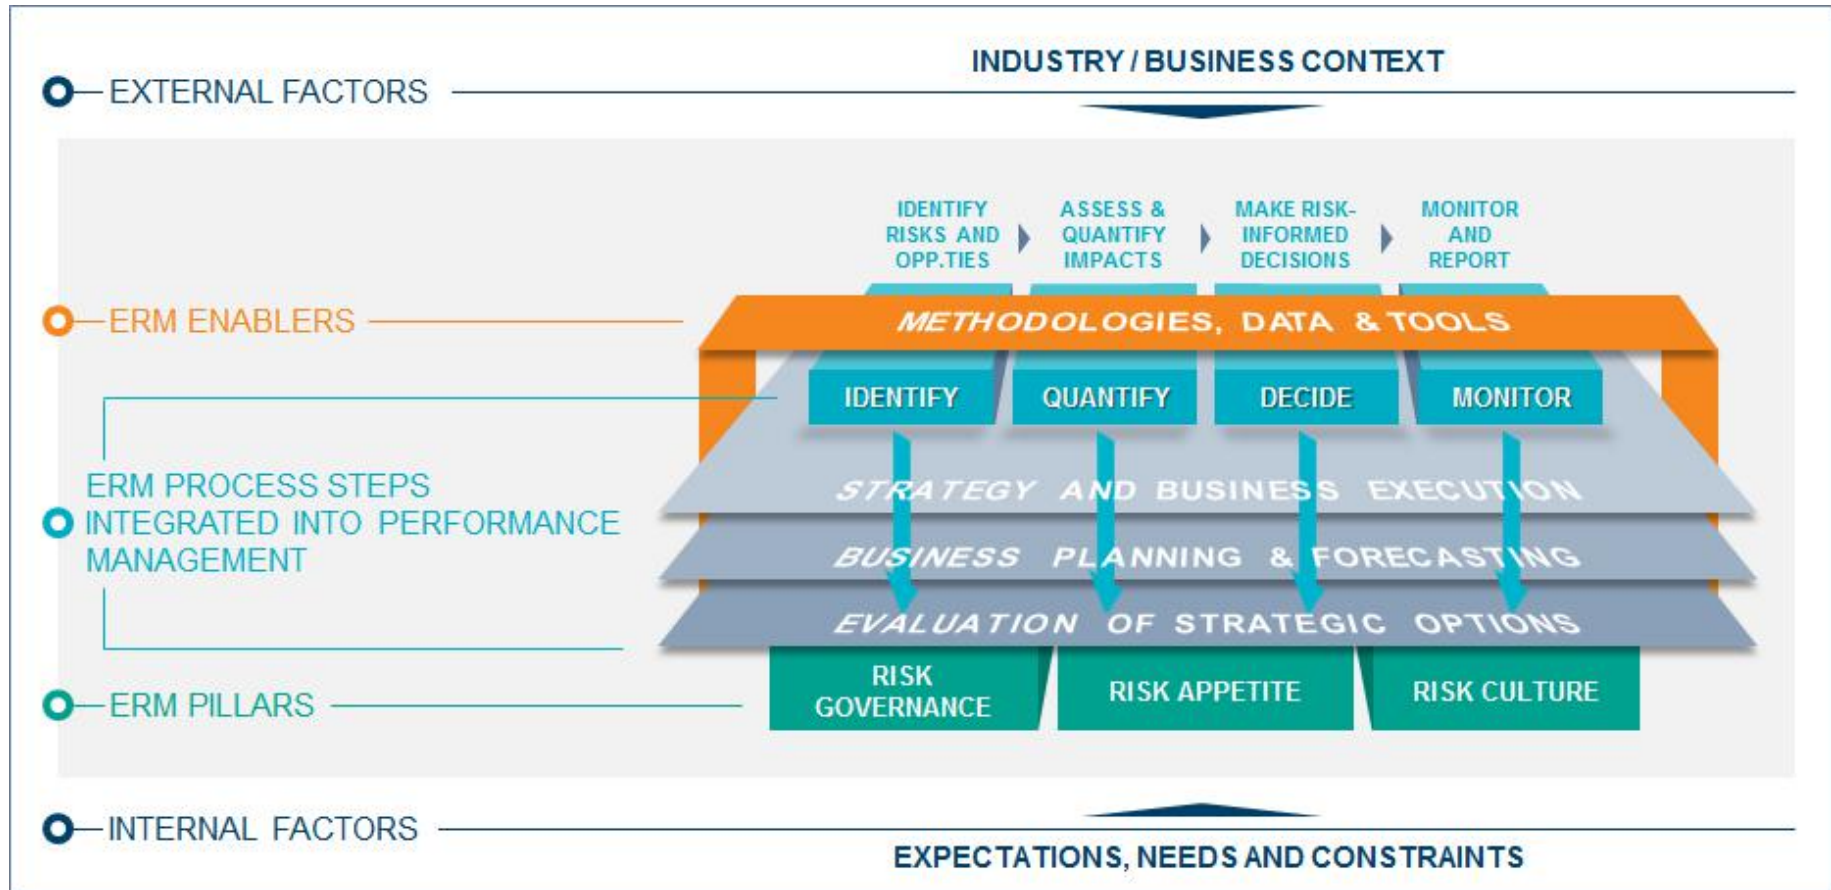 INDUSTRY / BUSINESS CONTEXT
EXTERNAL FACTORS
IDENTIFY
RISKS AND
OPP.TIES
ASSESS &
QUANTIFY
IMPACTS
MAKE RISK-
INFORMED
DECISIONS
MONITOR
AND
REPORT
ERM ENABLERS
METHODOLOGIES, DATA & TOOLS
IDENTIFY
QUANTIFY
DECIDE
MONITOR
ERM PROCESS STEPS
INTEGRATED INTO PERFORMANCE
MANAGEMENT
STRATEGY AND BUSINESS EXECUTION
BUSINESS PLANNING & FORECASTING
EVALUATION OF STRATEGIC OPTIONS
ERM PILLARS
RISK
GOVERNANCE
RISK APPETITE
RISK CULTURE
INTERNAL FACTORS
EXPECTATIONS, NEEDS AND CONSTRAINTS